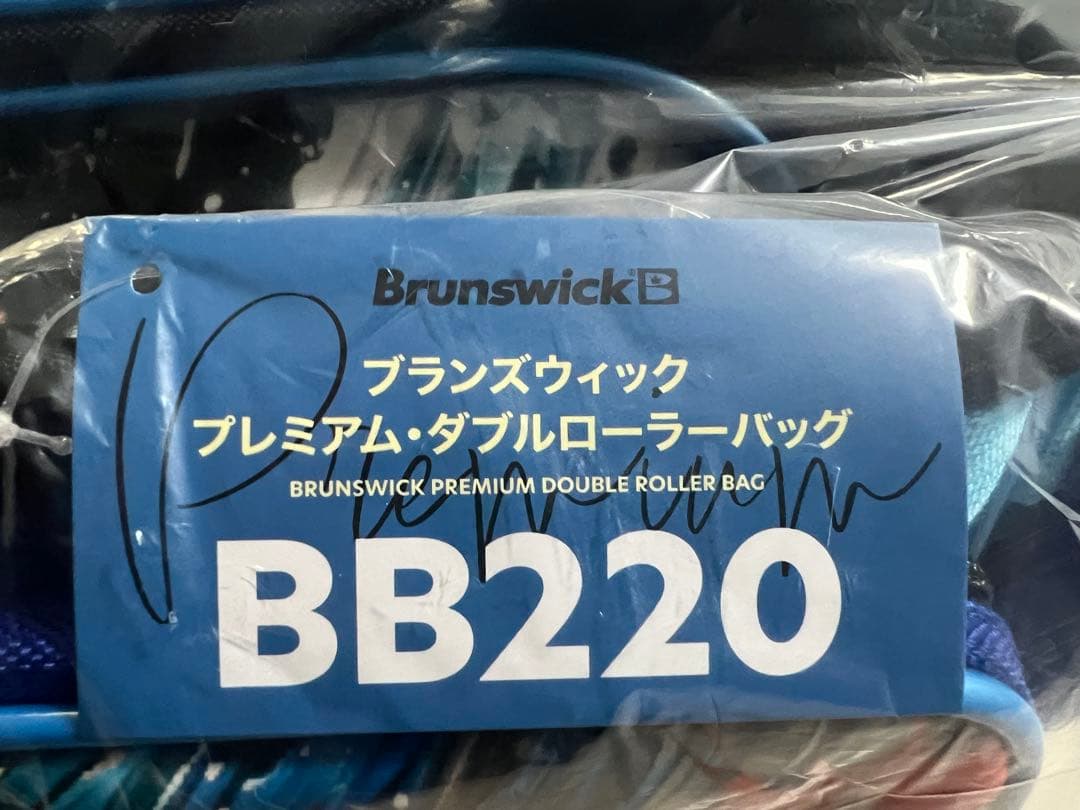 Brunswick B
ブランズウィック
プレミアム・ダブルローラーバッグ
Premium
BRUNSWICK PREMIUM DOUBLE ROLLER BAG
BB220